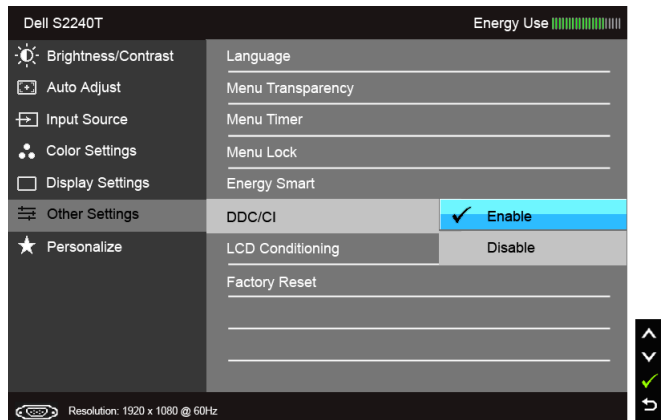 Dell S2240T
Energy Use
Brightness/Contrast
Auto Adjust
Input Source
Color Settings
Display Settings
Other Settings
Personalize
Language
Menu Transparency
Menu Timer
Menu Lock
Energy Smart
DDC/CI
Enable
Disable
LCD Conditioning
Factory Reset
Resolution: 1920 x 1080 @ 60Hz